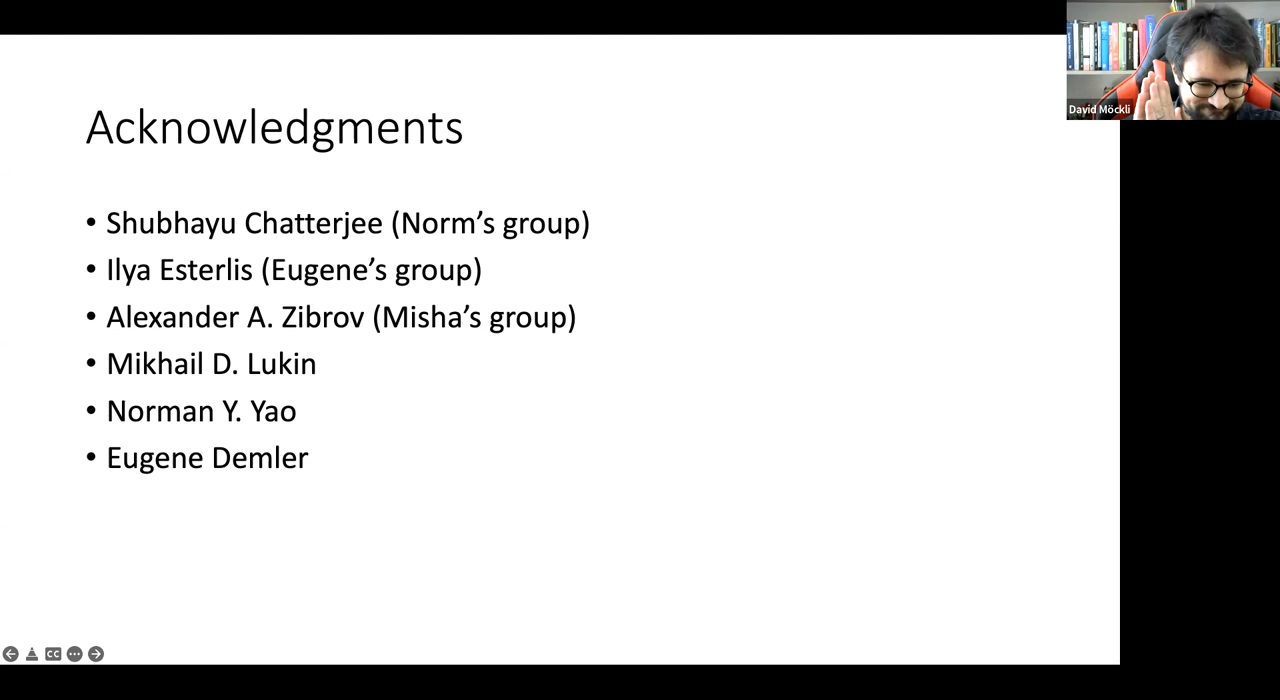 Acknowledgments
• Shubhayu Chatterjee (Norm’s group)
• Ilya Esterlis (Eugene’s group)
• Alexander A. Zibrov (Misha’s group)
• Mikhail D. Lukin
• Norman Y. Yao
• Eugene Demler
David Möckli
CC